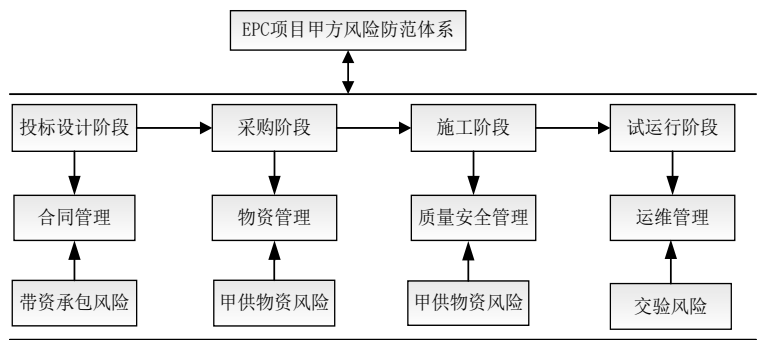 EPC项目甲方风险防范体系
投标设计阶段
采购阶段
施工阶段
试运行阶段
合同管理
物资管理
质量安全管理
运维管理
带资承包风险
甲供物资风险
甲供物资风险
交验风险